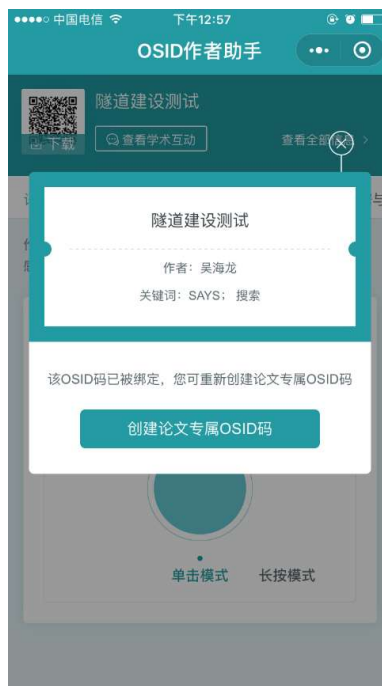 中国电信
下午12:57
OSID作者助手
隧道建设测试
下载
查看学术互动
查看全部
隧道建设测试
作者：吴海龙
关键词：SAYS；搜索
该OSID码已被绑定，您可重新创建论文专属OSID码
创建论文专属OSID码
单击模式
长按模式